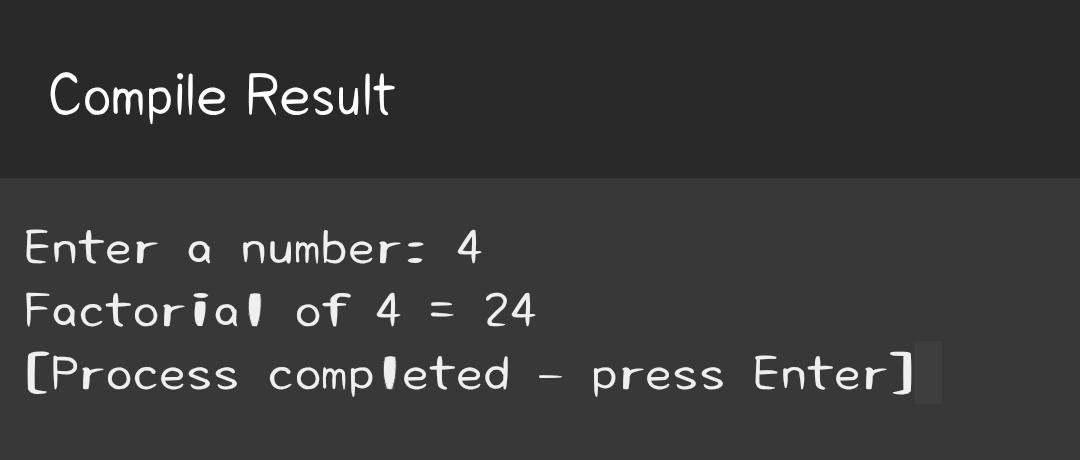 Compile Result
Enter a number: 4
Factorial of 4 = 24
[Process completed - press Enter]